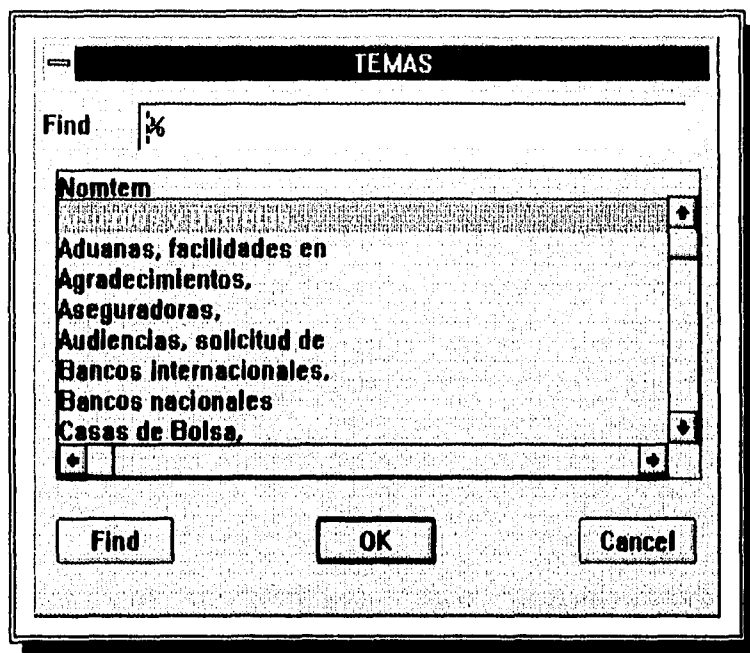 TEMAS
Find %
Nomtem
Aduanas, facilidades en
Agradecimientos,
Aseguradoras,
Audiencias, solicitud de
Bancos internacionales,
Bancos nacionales
Casas de Bolsa,
Find OK Cancel